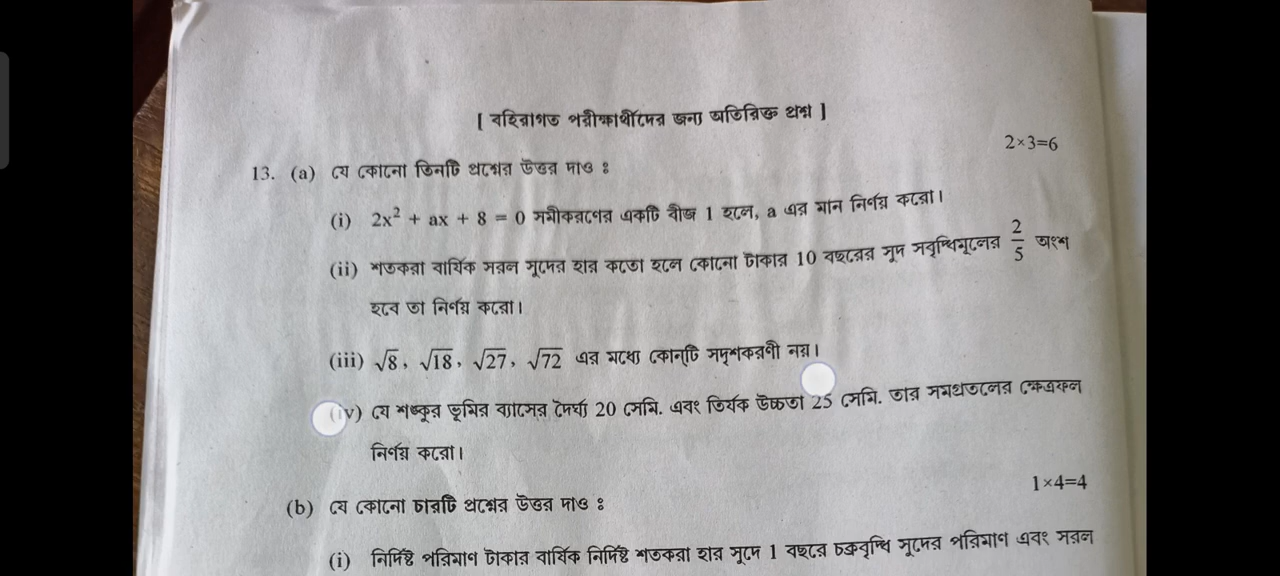 [ বহিরাগত পরীক্ষার্থীদের জন্য অতিরিক্ত প্রশ্ন ]
2×3=6
13. (a) যে কোনো তিনটি প্রশ্নের উত্তর দাও ঃ
(i) 2x² + ax + 8 = 0 সমীকরণের একটি বীজ 1 হলে, a এর মান নির্ণয় করো।
(ii) শতকরা বার্ষিক সরল সুদের হার কতো হলে কোনো টাকার 10 বছরের সুদ সবৃদ্ধিমূলের 2/5 অংশ
হবে তা নির্ণয় করো।
(iii) √8, √18, √27, √72 এর মধ্যে কোন্‌টি সদৃশকরণী নয়।
(iv) যে শঙ্কুর ভূমির ব্যাসের দৈর্ঘ্য 20 সেমি. এবং তির্যক উচ্চতা 25 সেমি. তার সমগ্রতলের ক্ষেত্রফল
নির্ণয় করো।
1×4=4
(b) যে কোনো চারটি প্রশ্নের উত্তর দাও ঃ
(i) নির্দিষ্ট পরিমাণ টাকার বার্ষিক নির্দিষ্ট শতকরা হার সুদে 1 বছরে চক্রবৃদ্ধি সুদের পরিমাণ এবং সরল